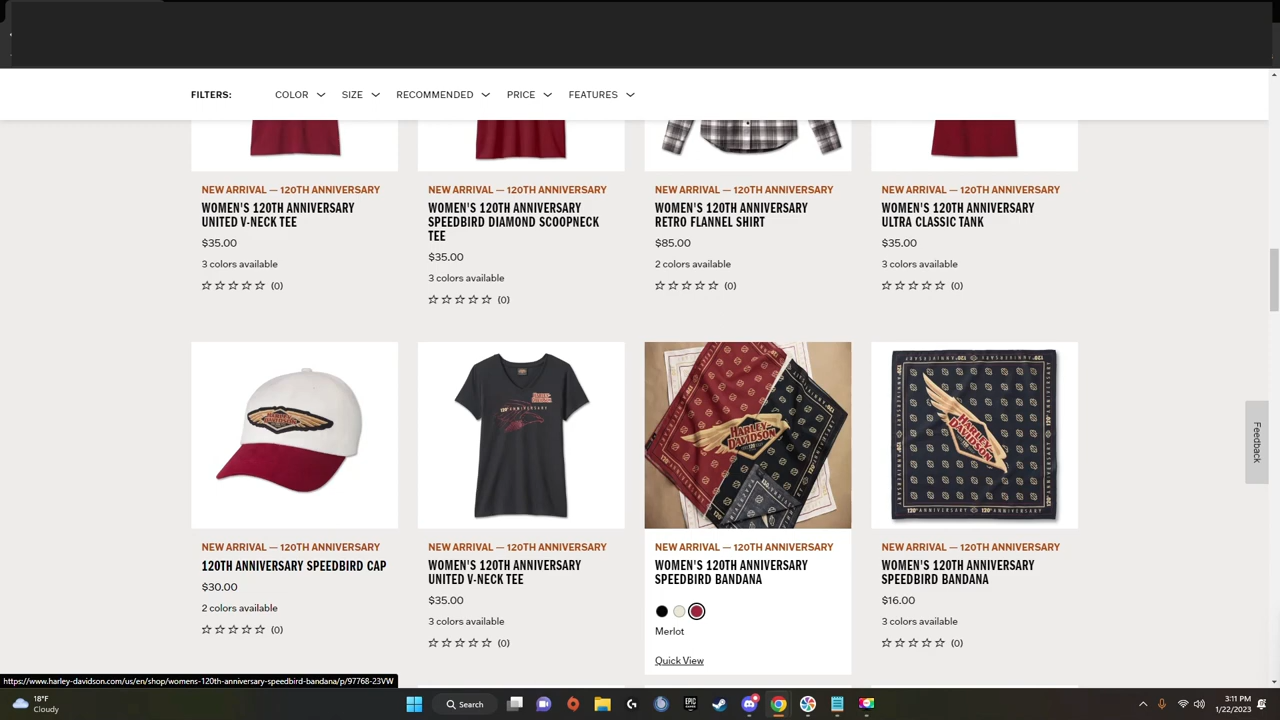 FILTERS: COLOR SIZE RECOMMENDED PRICE FEATURES
NEW ARRIVAL — 120TH ANNIVERSARY
WOMEN'S 120TH ANNIVERSARY
UNITED V-NECK TEE
$35.00
3 colors available
(0)
NEW ARRIVAL — 120TH ANNIVERSARY
WOMEN'S 120TH ANNIVERSARY
SPEEDBIRD DIAMOND SCOOPNECK
TEE
$35.00
3 colors available
(0)
NEW ARRIVAL — 120TH ANNIVERSARY
WOMEN'S 120TH ANNIVERSARY
RETRO FLANNEL SHIRT
$85.00
2 colors available
(0)
NEW ARRIVAL — 120TH ANNIVERSARY
WOMEN'S 120TH ANNIVERSARY
ULTRA CLASSIC TANK
$35.00
3 colors available
(0)
NEW ARRIVAL — 120TH ANNIVERSARY
120TH ANNIVERSARY SPEEDBIRD CAP
$30.00
2 colors available
(0)
NEW ARRIVAL — 120TH ANNIVERSARY
WOMEN'S 120TH ANNIVERSARY
UNITED V-NECK TEE
$35.00
3 colors available
(0)
HARLEY-
DAVIDSON
NEW ARRIVAL — 120TH ANNIVERSARY
WOMEN'S 120TH ANNIVERSARY
SPEEDBIRD BANDANA
Merlot
Quick View
HARLEY-
DAVIDSON
120TH ANNIVERSARY
NEW ARRIVAL — 120TH ANNIVERSARY
WOMEN'S 120TH ANNIVERSARY
SPEEDBIRD BANDANA
$16.00
3 colors available
(0)
Feedback
https://www.harley-davidson.com/us/en/shop/womens-120th-anniversary-speedbird-bandana/p/97768-23VW
18°F
Cloudy
Search
EPIC
GAMES
3:11 PM
1/22/2023